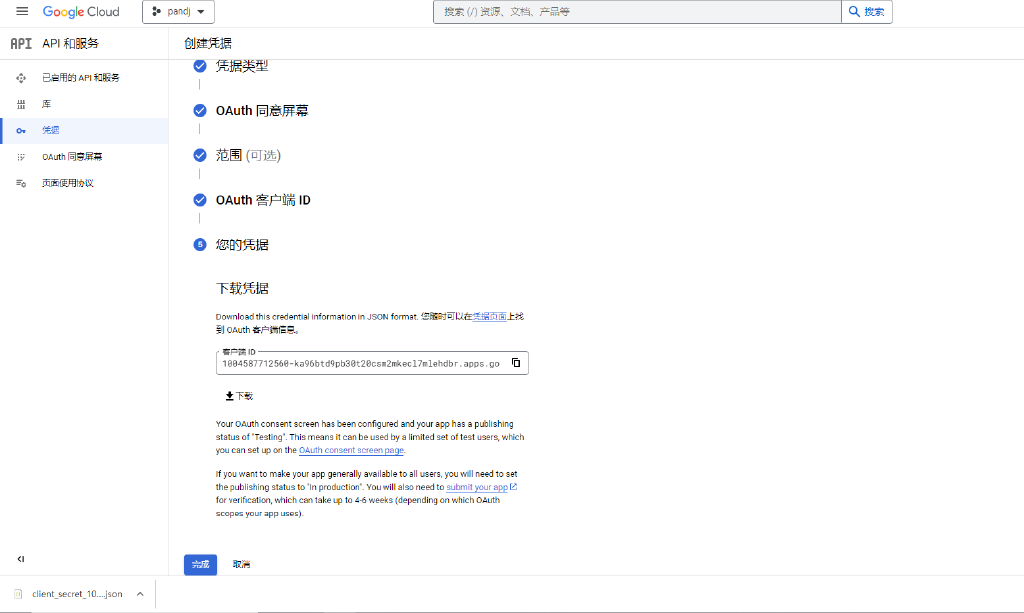 Google Cloud
pandj
搜索 (/) 资源、文档、产品等
搜索
API
API 和服务
创建凭据
已启用的 API 和服务
库
凭据
OAuth 同意屏幕
页面使用协议
凭据类型
OAuth 同意屏幕
范围 (可选)
OAuth 客户端 ID
5
您的凭据
下载凭据
Download this credential information in JSON format. 您随时可以在凭据页面上找
到 OAuth 客户端信息。
客户端 ID
1004587712560-ka96btd9pb30t20csm2mkecl7mlehdbr.apps.go
下载
Your OAuth consent screen has been configured and your app has a publishing
status of "Testing". This means it can be used by a limited set of test users, which
you can set up on the OAuth consent screen page.
If you want to make your app generally available to all users, you will need to set
the publishing status to "In production". You will also need to submit your app
for verification, which can take up to 4-6 weeks (depending on which OAuth
scopes your app uses).
完成
取消
client_secret_10....json